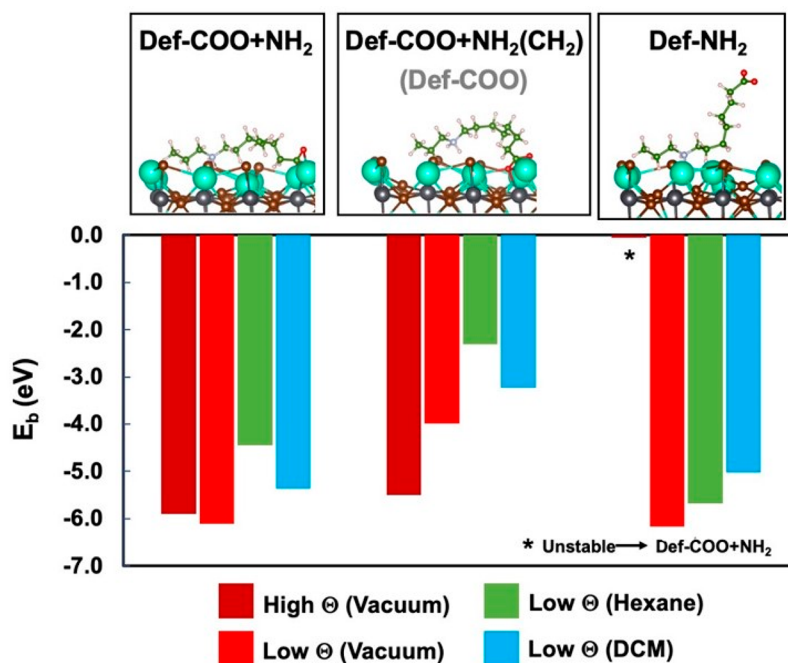 Def-COO+NH₂
Def-COO+NH₂(CH₂)
(Def-COO)
Def-NH₂
E_b (eV)
0.0
-1.0
-2.0
-3.0
-4.0
-5.0
-6.0
-7.0
*
* Unstable → Def-COO+NH₂
High Θ (Vacuum)
Low Θ (Hexane)
Low Θ (Vacuum)
Low Θ (DCM)